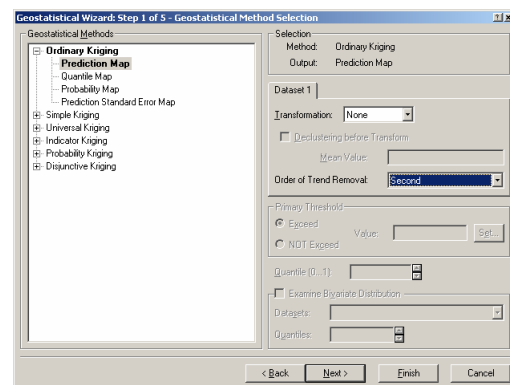 Geostatistical Wizard: Step 1 of 5 - Geostatistical Method Selection
Geostatistical Methods
Ordinary Kriging
Prediction Map
Quantile Map
Probability Map
Prediction Standard Error Map
Simple Kriging
Universal Kriging
Indicator Kriging
Probability Kriging
Disjunctive Kriging
Selection
Method: Ordinary Kriging
Output: Prediction Map
Dataset 1
Transformation: None
Declustering before Transform
Mean Value:
Order of Trend Removal: Second
Primary Threshold
Exceed
Value: Set...
NOT Exceed
Quantile (0...1)
Examine Bivariate Distribution
Datasets:
Quantiles:
< Back Next > Finish Cancel